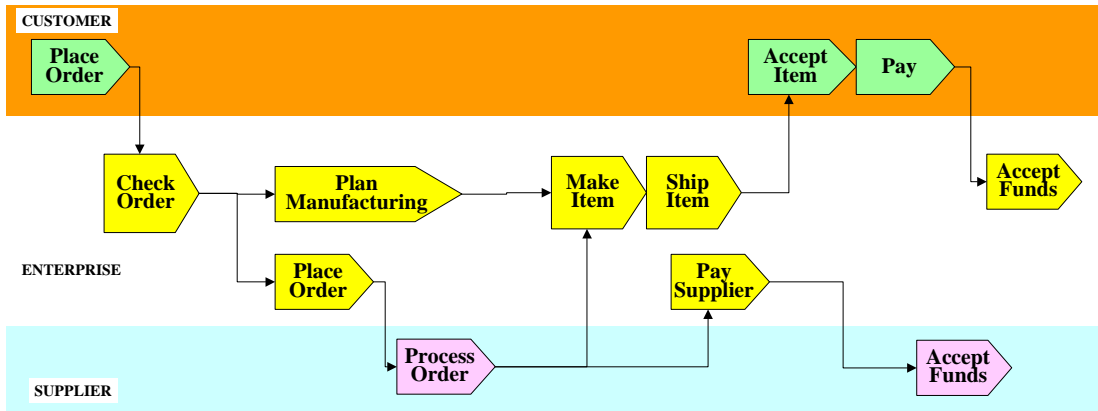 CUSTOMER
Place
Order
Accept
Item
Pay
Check
Order
Plan
Manufacturing
Make
Item
Ship
Item
Accept
Funds
ENTERPRISE
Place
Order
Pay
Supplier
Process
Order
Accept
Funds
SUPPLIER